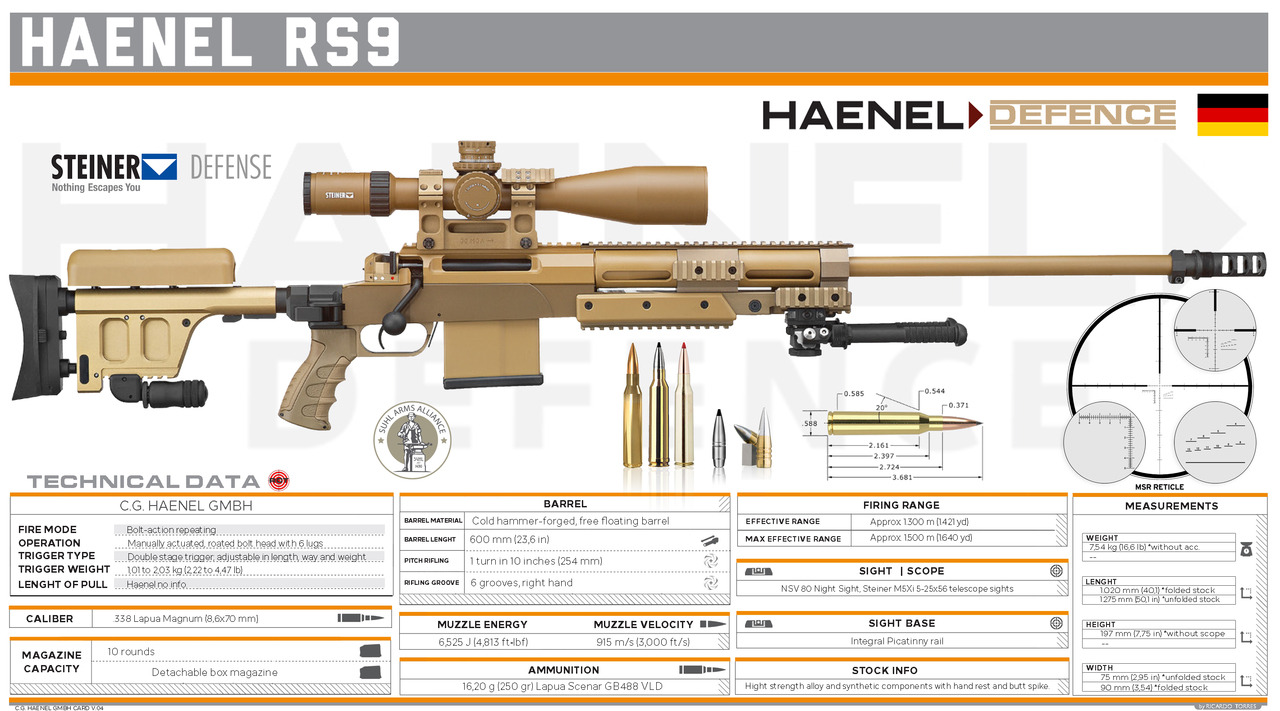 HAENEL RS9
HAENEL DEFENCE
STEINER DEFENSE
Nothing Escapes You
HAENEL
DEFENCE
STEINER
SUHL ARMS ALLIANCE
0.585
0.544
20°
0.371
.588
2.161
2.397
2.724
3.681
MSR RETICLE
TECHNICAL DATA
C.G. HAENEL GMBH
FIRE MODE Bolt-action repeating
OPERATION Manually actuated, roated bolt head with 6 lugs
TRIGGER TYPE Double stage trigger; adjustable in length, way and weight
TRIGGER WEIGHT 1,01 to 2,03 kg (2,22 to 4,47 lb)
LENGHT OF PULL Haenel no info.
CALIBER 338 Lapua Magnum (8,6x70 mm)
MAGAZINE CAPACITY
10 rounds
Detachable box magazine
BARREL
BARREL MATERIAL Cold hammer-forged, free floating barrel
BARREL LENGHT 600 mm (23,6 in)
PITCH RIFLING 1 turn in 10 inches (254 mm)
RIFLING GROOVE 6 grooves, right hand
MUZZLE ENERGY MUZZLE VELOCITY
6,525 J (4,813 ft•lbf) 915 m/s (3,000 ft/s)
AMMUNITION
16,20 g (250 gr) Lapua Scenar GB488 VLD
FIRING RANGE
EFFECTIVE RANGE Approx 1.300 m (1421 yd)
MAX EFFECTIVE RANGE Approx 1500 m (1640 yd)
SIGHT | SCOPE
NSV 80 Night Sight, Steiner M5Xi 5-25x56 telescope sights
SIGHT BASE
Integral Picatinny rail
STOCK INFO
Hight strength alloy and synthetic components with hand rest and butt spike.
MEASUREMENTS
WEIGHT
7,54 kg (16,6 lb) *without acc.
--
LENGHT
1.020 mm (40,1) *folded stock
1.275 mm (50,1 in) *unfolded stock
HEIGHT
197 mm (7,75 in) *without scope
--
WIDTH
75 mm (2,95 in) *unfolded stock
90 mm (3,54) *folded stock
C.G. HAENEL GMBH CARD V.04
by RICARDO TORRES